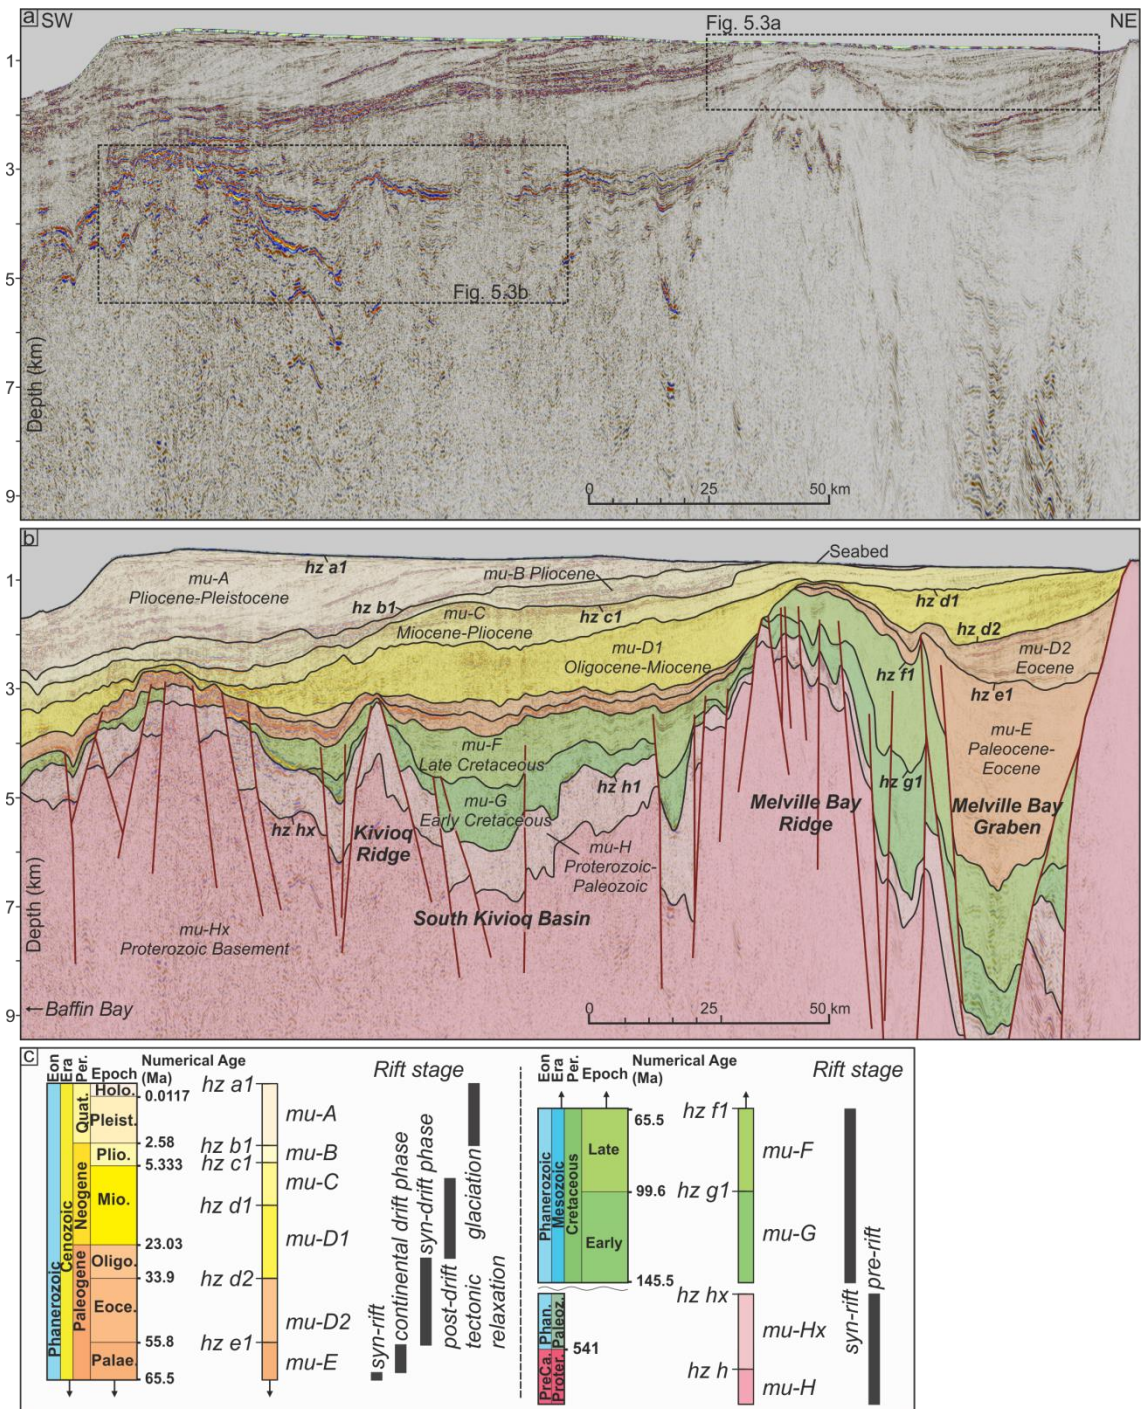 a SW
NE
Fig. 5.3a
1
3
5
7
9
Depth (km)
Fig. 5.3b
0 25 50 km
b
Seabed
hz a1
mu-A
Pliocene-Pleistocene
mu-B Pliocene
hz b1
mu-C
Miocene-Pliocene
hz c1
hz d1
mu-D1
Oligocene-Miocene
hz d2
mu-D2
Eocene
hz f1
hz e1
mu-E
Paleocene-
Eocene
mu-F
Late Cretaceous
hz h1
hz g1
mu-G
Early Cretaceous
hz hx
Kivioq
Ridge
Melville Bay
Ridge
Melville Bay
Graben
mu-H
Proterozoic-
Paleozoic
South Kivioq Basin
mu-Hx
Proterozoic Basement
1
3
5
7
9
Depth (km)
← Baffin Bay
0 25 50 km
c
Eon
Era
Per.
Epoch
Numerical Age
(Ma)
Rift stage
Phanerozoic
Cenozoic
Quat.
Neogene
Paleogene
Holo.
0.0117
Pleist.
2.58
Plio.
5.333
Mio.
23.03
Oligo.
33.9
Eoce.
55.8
Palae.
65.5
hz a1
mu-A
hz b1
mu-B
hz c1
mu-C
hz d1
mu-D1
hz d2
mu-D2
hz e1
mu-E
syn-rift
continental drift phase
syn-drift phase
post-drift
tectonic
relaxation
glaciation
Eon
Era
Per.
Epoch
Numerical Age
(Ma)
Rift stage
Phanerozoic
Mesozoic
Cretaceous
Late
Early
65.5
99.6
145.5
Phan.
Paleoz.
541
PreCa.
Proter.
hz f1
mu-F
hz g1
mu-G
hz hx
mu-Hx
hz h
mu-H
syn-rift
pre-rift